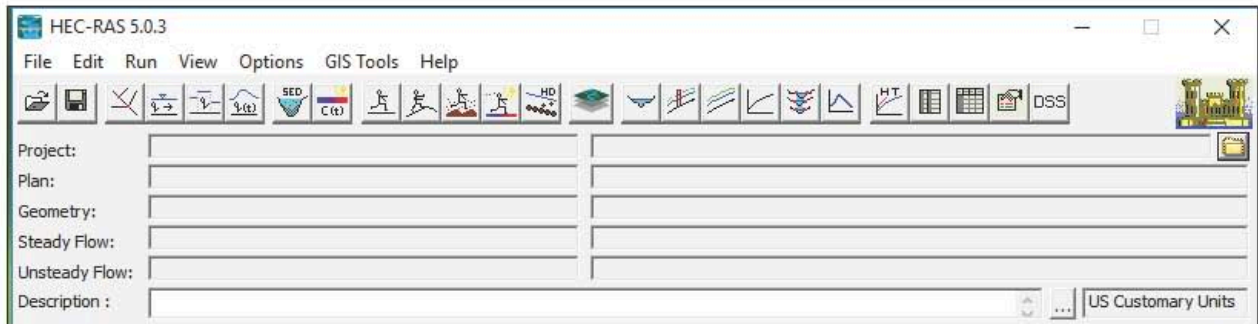 HEC-RAS 5.0.3
File Edit Run View Options GIS Tools Help
SED C(t) HD H T. DSS
Project:
Plan:
Geometry:
Steady Flow:
Unsteady Flow:
Description : ... US Customary Units